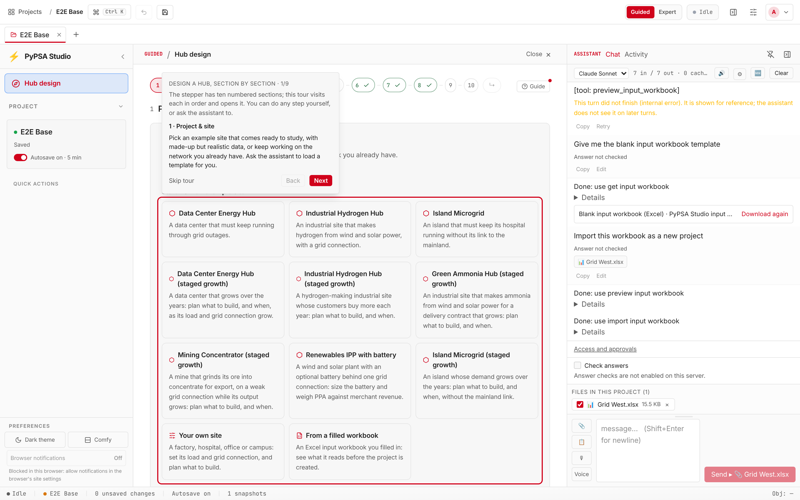 Projects / E2E Base ⌘ Ctrl K
Guided Expert Idle A
E2E Base
PyPSA Studio
Hub design
PROJECT
E2E Base
Saved
Autosave on · 5 min
QUICK ACTIONS
PREFERENCES
Dark theme Comfy
Browser notifications Off
Blocked in this browser: allow notifications in the
browser's site settings
GUIDED / Hub design Close ×
1 6 7 8 9 10
Guide
DESIGN A HUB, SECTION BY SECTION · 1/9
The stepper has ten numbered sections; this tour visits
each in order and opens it. You can do any step yourself,
or ask the assistant to.
1 · Project & site
Pick an example site that comes ready to study, with
made-up but realistic data, or keep working on the
network you already have. Ask the assistant to load a
template for you.
Skip tour Back Next
1
you already have.
Data Center Energy Hub
A data center that must keep running
through grid outages.
Industrial Hydrogen Hub
An industrial site that makes
hydrogen from wind and solar power,
with a grid connection.
Island Microgrid
An island that must keep its hospital
running without its link to the
mainland.
Data Center Energy Hub
(staged growth)
A data center that grows over the
years: plan what to build, and when,
as its load and grid connection grow.
Industrial Hydrogen Hub
(staged growth)
A hydrogen-making industrial site
whose customers buy more each
year: plan what to build, and when.
Green Ammonia Hub (staged
growth)
An industrial site that makes ammonia
from wind and solar power for a
delivery contract that grows: plan
what to build, and when.
Mining Concentrator (staged
growth)
A mine that grinds its ore into
concentrate for export, on a weak
grid connection while its output
grows: plan what to build, and when.
Renewables IPP with battery
A wind and solar plant with an
optional battery behind one grid
connection: size the battery and
weigh PPA against merchant revenue.
Island Microgrid (staged
growth)
An island whose demand grows over
the years: plan what to build, and
when, without the mainland link.
Your own site
A factory, hospital, office or campus:
set its load and grid connection, and
plan what to build.
From a filled workbook
An Excel input workbook you filled in:
see what it reads before the project is
created.
ASSISTANT Chat Activity
Claude Sonnet 7 in / 7 out · 0 cach… Clear
[tool: preview_input_workbook]
This turn did not finish (internal error). It is shown for reference; the assistant
does not see it on later turns.
Copy Retry
Give me the blank input workbook template
Answer not checked
Copy Edit
Done: use get input workbook
▶ Details
Blank input workbook (Excel) · PyPSA Studio input … Download again
Import this workbook as a new project
Answer not checked
Grid West.xlsx
Copy Edit
Done: use preview input workbook
▶ Details
Done: use import input workbook
▶ Details
Access and approvals
Check answers
Answer checks are not enabled on this server.
FILES IN THIS PROJECT (1)
Grid West.xlsx 15.5 KB ×
message… (Shift+Enter
for newline)
Voice
Send ▸ Grid West.xlsx
Idle E2E Base 0 unsaved changes Autosave on 1 snapshots Obj: —